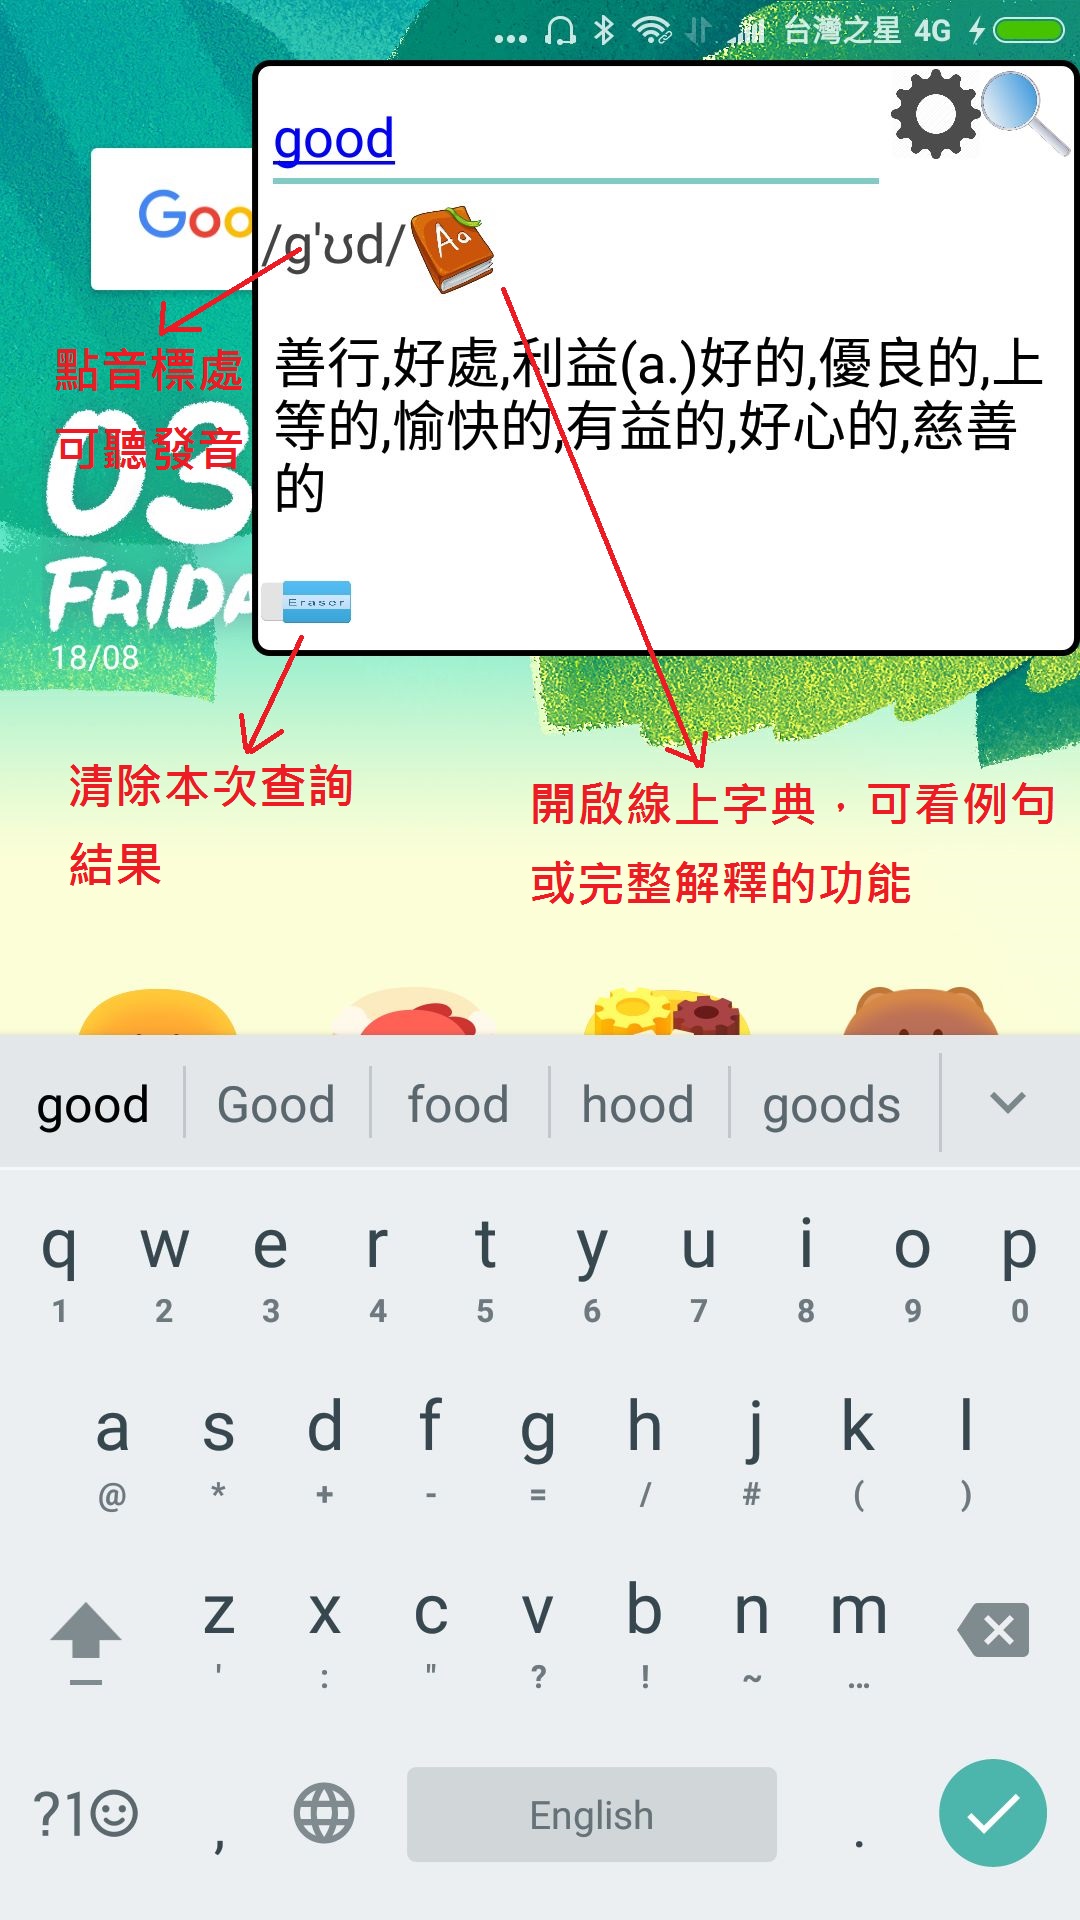 台灣之星 4G
good
Goo
/g'ʊd/
Aa
點音標處
可聽發音
善行,好處,利益(a.)好的,優良的,上
等的,愉快的,有益的,好心的,慈善
的
03
FRIDA
18/08
Eraser
清除本次查詢
結果
開啟線上字典，可看例句
或完整解釋的功能
good Good food hood goods
q w e r t y u i o p
1 2 3 4 5 6 7 8 9 0
a s d f g h j k l
@ * + - = / # ( )
z x c v b n m
' : " ? ! ~ …
?1☺ , English .